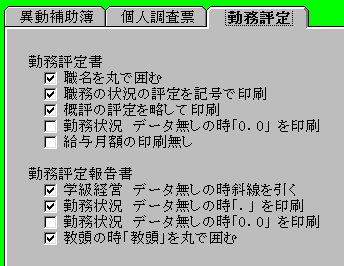 異動補助簿 個人調査票 勤務評定
勤務評定書
職名を丸で囲む
職務の状況の評定を記号で印刷
概評の評定を略して印刷
勤務状況 データ無しの時「0.0」を印刷
給与月額の印刷無し
勤務評定報告書
学級経営 データ無しの時斜線を引く
勤務状況 データ無しの時「.」を印刷
勤務状況 データ無しの時「0.0」を印刷
教頭の時「教頭」を丸で囲む